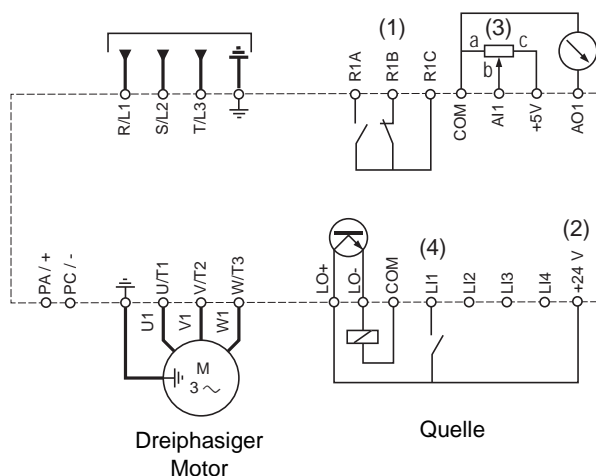 (1)
(3)
a
c
b
R/L1
S/L2
T/L3
R1A
R1B
R1C
COM
AI1
+5V
AO1
PA / +
PC / -
U/T1
V/T2
W/T3
U1
V1
W1
M
3 ~
(4)
(2)
LO+
LO-
COM
LI1
LI2
LI3
LI4
+24 V
Dreiphasiger
Motor
Quelle